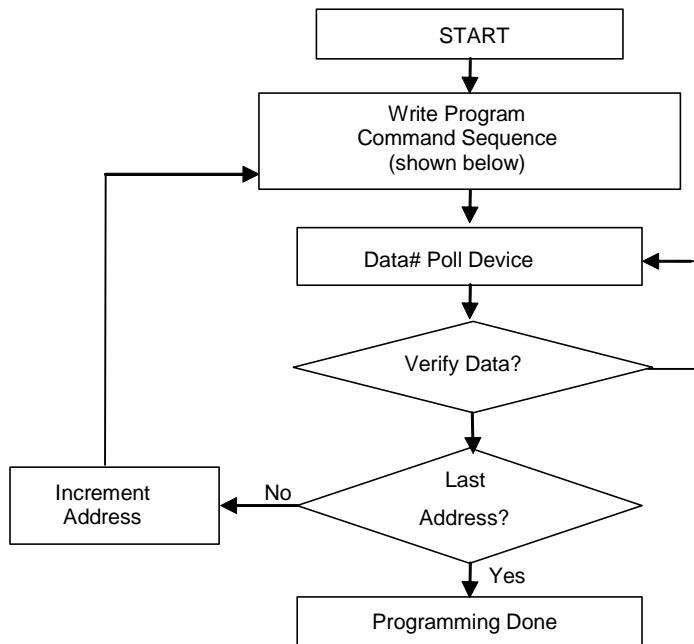 START
Write Program
Command Sequence
(shown below)
Data# Poll Device
Verify Data?
Last
Address?
No
Increment
Address
Yes
Programming Done